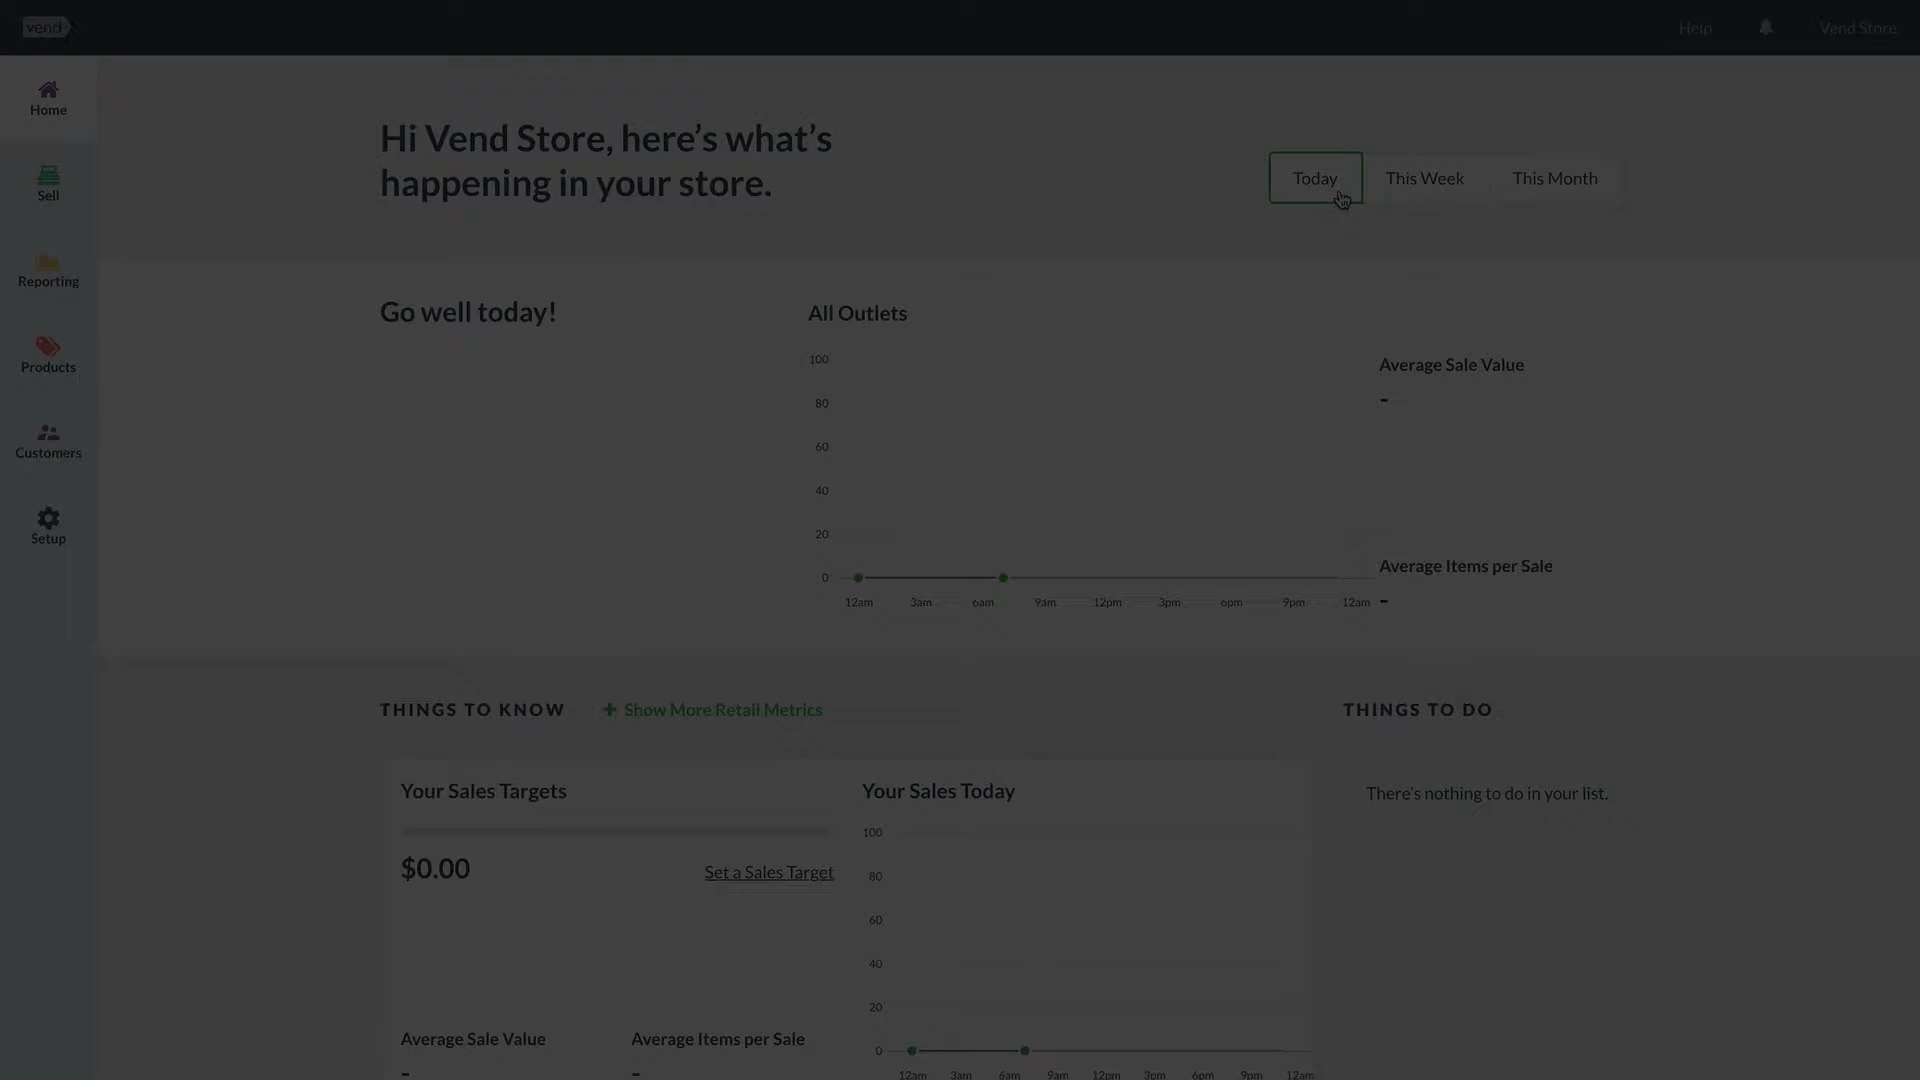 vend
Help
Vend Store
Home
Sell
Reporting
Products
Customers
Setup
Hi Vend Store, here's what's
happening in your store.
Today
This Week
This Month
Go well today!
All Outlets
100
80
60
40
20
0
12am 3am 6am 9am 12pm 3pm 6pm 9pm 12am
Average Sale Value
-
Average Items per Sale
-
THINGS TO KNOW
+ Show More Retail Metrics
THINGS TO DO
Your Sales Targets
$0.00
Set a Sales Target
Average Sale Value
-
Average Items per Sale
-
Your Sales Today
100
80
60
40
20
0
12am 3am 6am 9am 12pm 3pm 6pm 9pm 12am
There's nothing to do in your list.